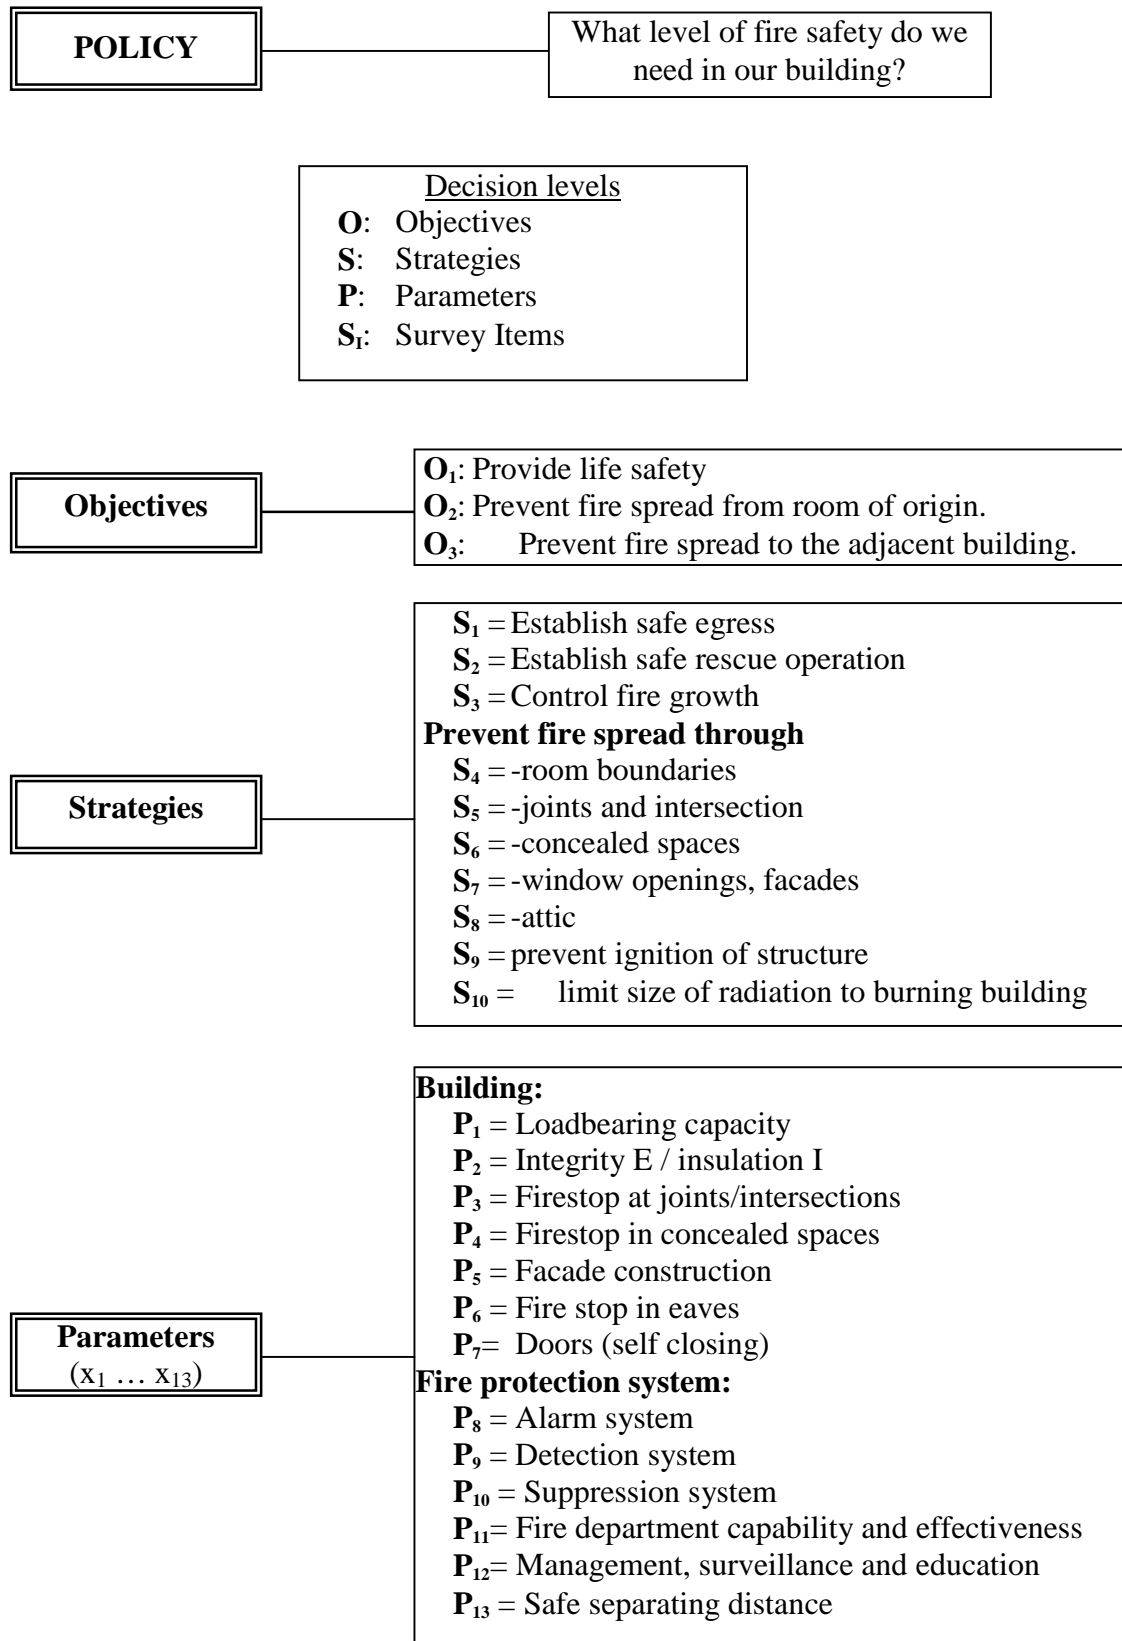 POLICY
What level of fire safety do we
need in our building?
Decision levels
O: Objectives
S: Strategies
P: Parameters
S_I: Survey Items
Objectives
O₁: Provide life safety
O₂: Prevent fire spread from room of origin.
O₃: Prevent fire spread to the adjacent building.
Strategies
S₁ = Establish safe egress
S₂ = Establish safe rescue operation
S₃ = Control fire growth
Prevent fire spread through
S₄ = -room boundaries
S₅ = -joints and intersection
S₆ = -concealed spaces
S₇ = -window openings, facades
S₈ = -attic
S₉ = prevent ignition of structure
S₁₀ = limit size of radiation to burning building
Parameters
(x₁ … x₁₃)
Building:
P₁ = Loadbearing capacity
P₂ = Integrity E / insulation I
P₃ = Firestop at joints/intersections
P₄ = Firestop in concealed spaces
P₅ = Facade construction
P₆ = Fire stop in eaves
P₇= Doors (self closing)
Fire protection system:
P₈ = Alarm system
P₉ = Detection system
P₁₀ = Suppression system
P₁₁= Fire department capability and effectiveness
P₁₂= Management, surveillance and education
P₁₃ = Safe separating distance